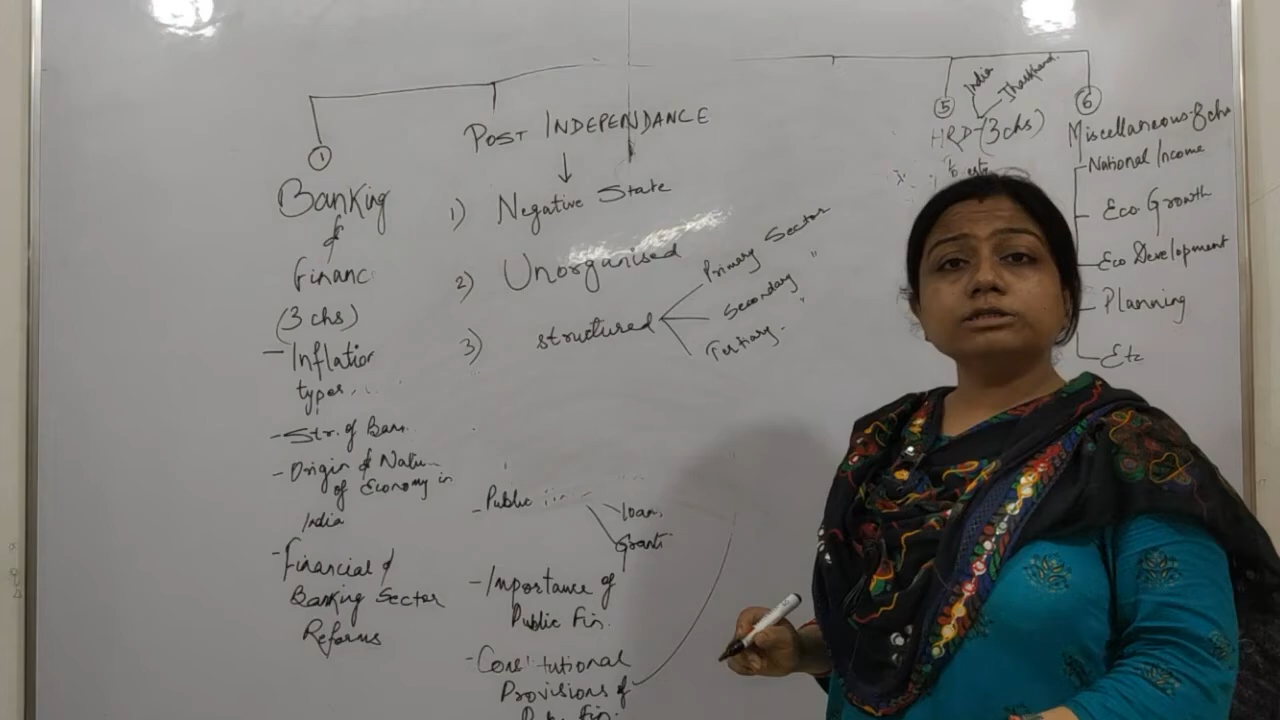 ①
Banking
&
Financ
(3 chs)
- Inflation
types
- Str. of Ban.
- Origin & Natu
of Economy in
India
- Financial &
Banking Sector
Reforms
POST INDEPENDANCE
1) Negative State
2) Unorganised
3) structured
Primary Sector
Secondary "
Tertiary "
- Public
loan
Grants
- Importance of
Public Fin.
- Constitutional
Provisions of
Fin.
⑤
India
Jharkhand
HRD-(3 chs)
⑥
Miscellaneous-8chs
- National Income
- Eco Growth
- Eco Development
- Planning
- Etc